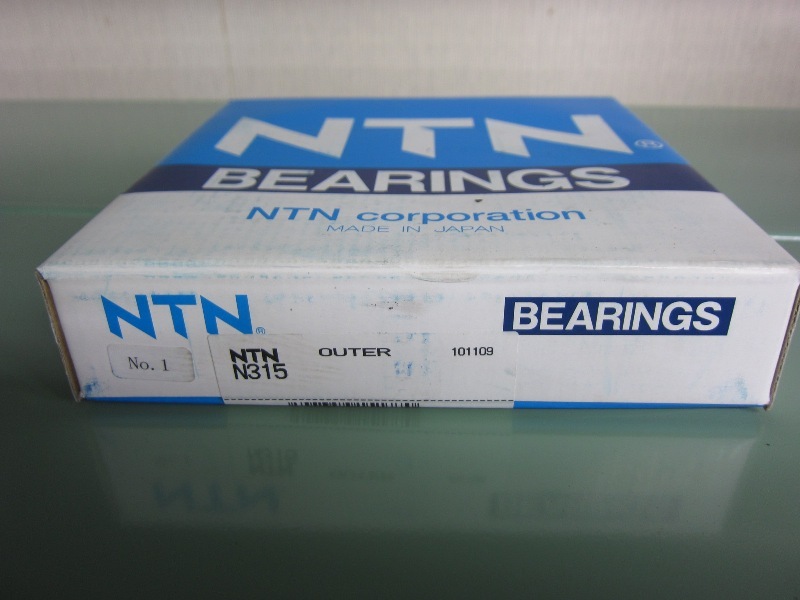 NTN®
BEARINGS
NTN corporation
MADE IN JAPAN
NTN®
BEARINGS
No. 1
NTN OUTER 101109
N315